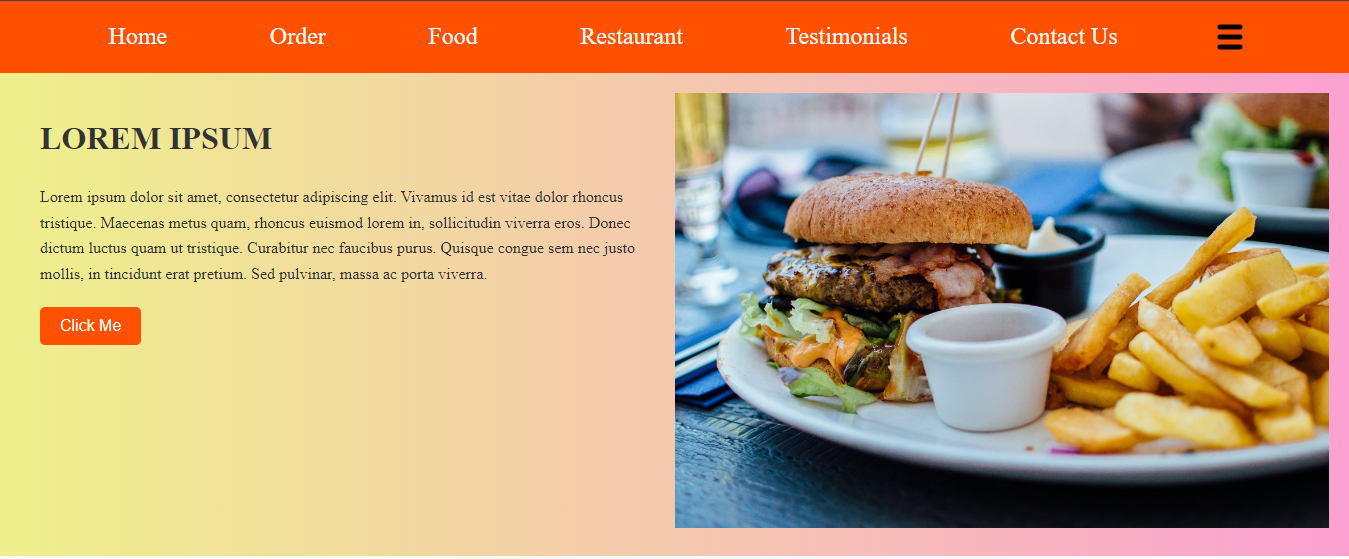 Home Order Food Restaurant Testimonials Contact Us
LOREM IPSUM
Lorem ipsum dolor sit amet, consectetur adipiscing elit. Vivamus id est vitae dolor rhoncus
tristique. Maecenas metus quam, rhoncus euismod lorem in, sollicitudin viverra eros. Donec
dictum luctus quam ut tristique. Curabitur nec faucibus purus. Quisque congue sem nec justo
mollis, in tincidunt erat pretium. Sed pulvinar, massa ac porta viverra.
Click Me